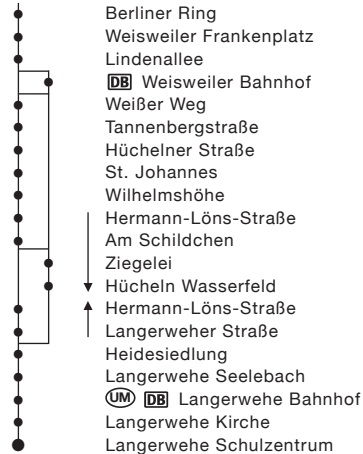 Berliner Ring
Weisweiler Frankenplatz
Lindenallee
DB Weisweiler Bahnhof
Weißer Weg
Tannenbergstraße
Hüchelner Straße
St. Johannes
Wilhelmshöhe
Hermann-Löns-Straße
Am Schildchen
Ziegelei
Hücheln Wasserfeld
Hermann-Löns-Straße
Langerweher Straße
Heidesiedlung
Langerwehe Seelebach
UM DB Langerwehe Bahnhof
Langerwehe Kirche
Langerwehe Schulzentrum